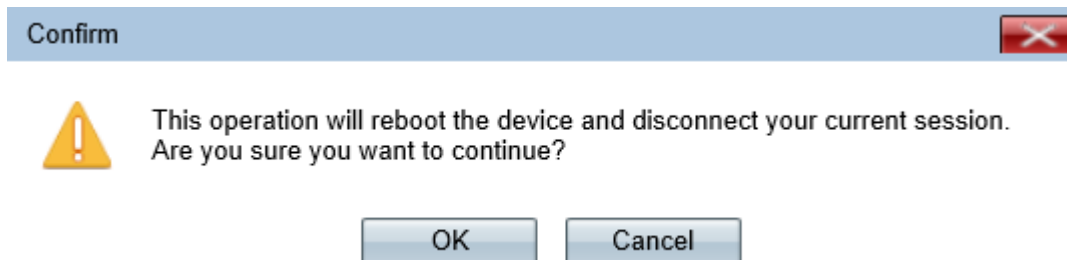 Confirm
This operation will reboot the device and disconnect your current session.
Are you sure you want to continue?
OK Cancel